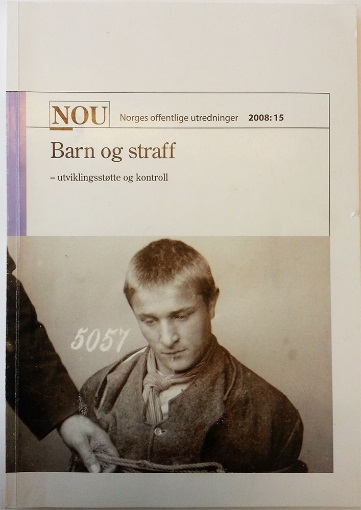 NOU
Norges offentlige utredninger 2008:15
Barn og straff
– utviklingsstøtte og kontroll
5057